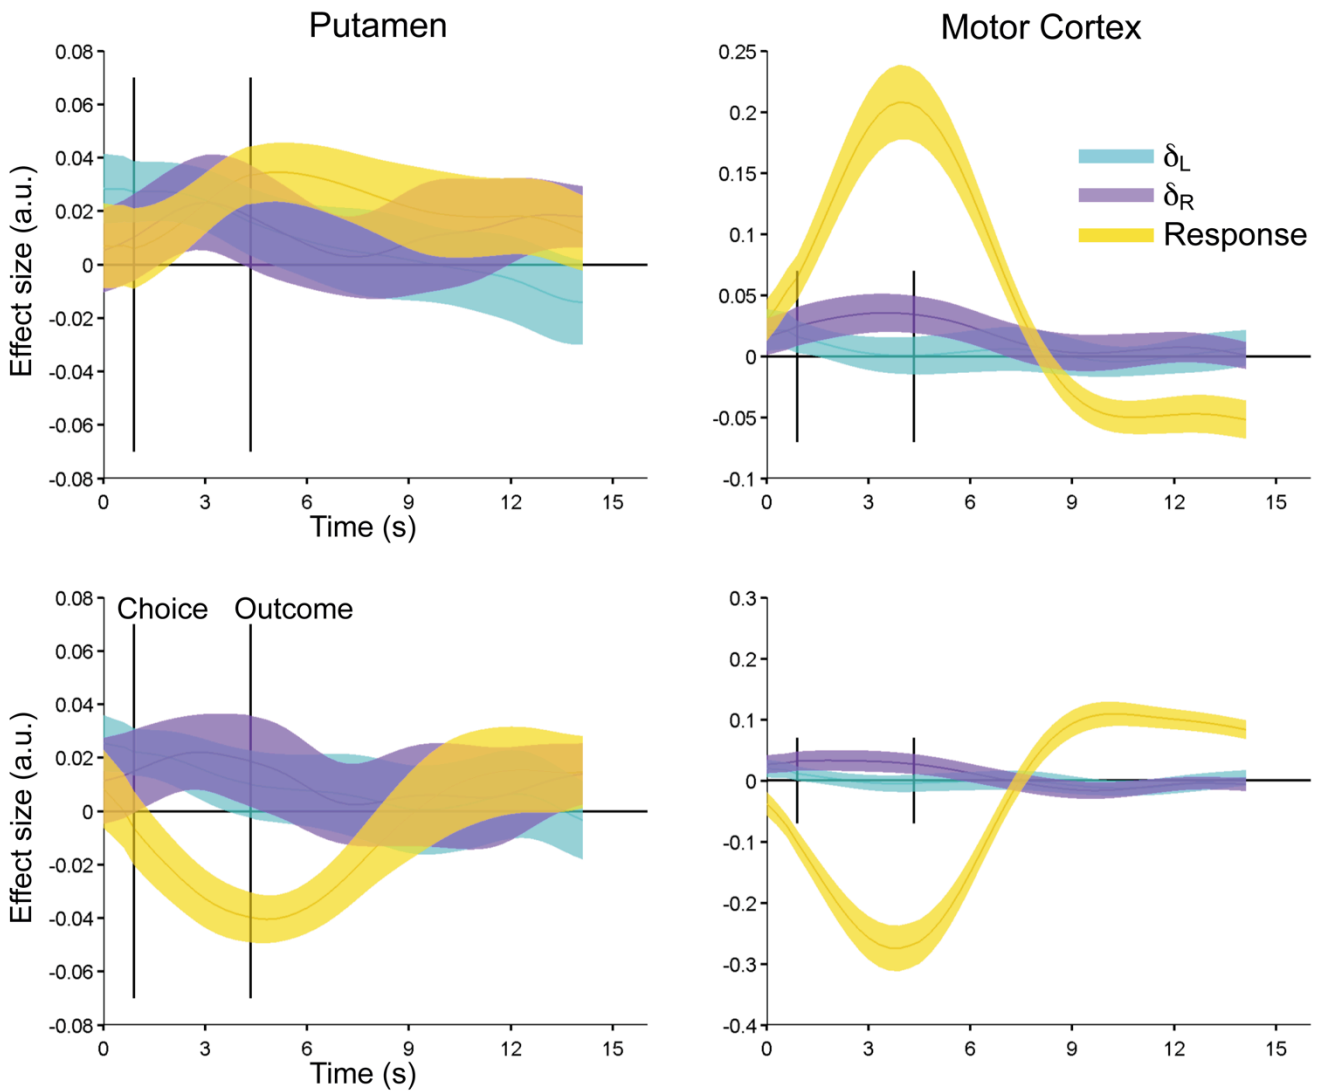 Putamen
0.08
0.06
0.04
0.02
0
-0.02
-0.04
-0.06
-0.08
Effect size (a.u.)
0 3 6 9 12 15
Time (s)
Motor Cortex
0.25
0.2
0.15
0.1
0.05
0
-0.05
-0.1
0 3 6 9 12 15
δL
δR
Response
Choice Outcome
0.08
0.06
0.04
0.02
0
-0.02
-0.04
-0.06
-0.08
Effect size (a.u.)
0 3 6 9 12 15
Time (s)
0.3
0.2
0.1
0
-0.1
-0.2
-0.3
-0.4
0 3 6 9 12 15